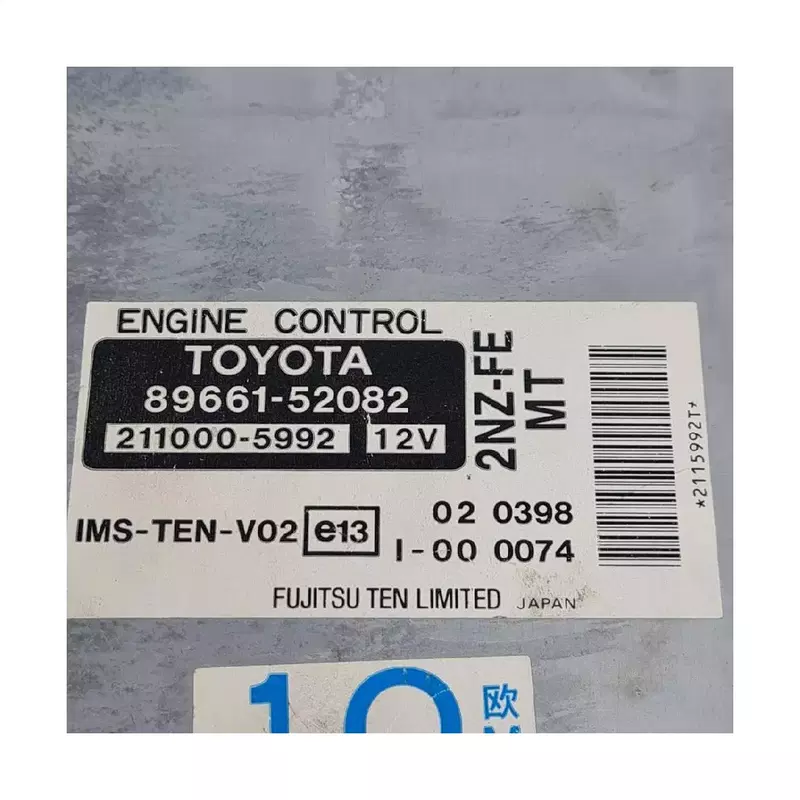 ENGINE CONTROL
TOYOTA
89661-52082
211000-5992 12V
2NZ-FE
MT
*2115992T*
IMS-TEN-V02 e13 02 0398
I-00 0074
FUJITSU TEN LIMITED JAPAN
欧